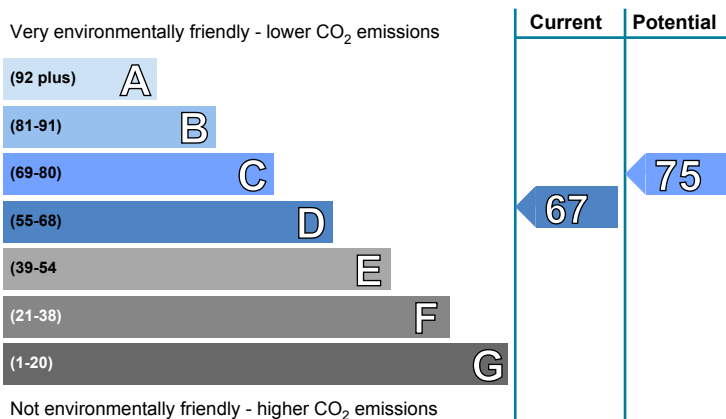 Current Potential
Very environmentally friendly - lower CO2 emissions
(92 plus) A
(81-91) B
(69-80) C
75
(55-68) D
67
(39-54 E
(21-38) F
(1-20) G
Not environmentally friendly - higher CO2 emissions